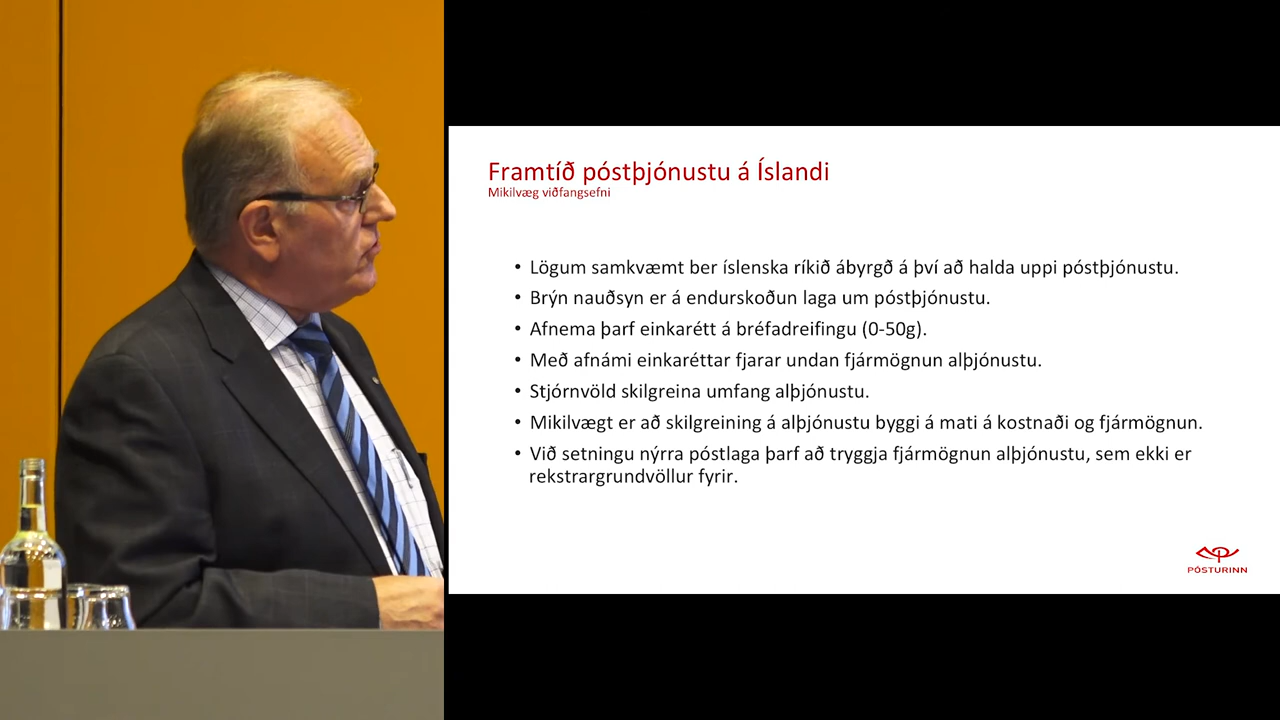 Framtíð póstþjónustu á Íslandi
Mikilvæg viðfangsefni
• Lögum samkvæmt ber íslenska ríkið ábyrgð á því að halda uppi póstþjónustu.
• Brýn nauðsyn er á endurskoðun laga um póstþjónustu.
• Afnema þarf einkarétt á bréfadreifingu (0-50g).
• Með afnámi einkaréttar fjarar undan fjármögnun alþjónustu.
• Stjórnvöld skilgreina umfang alþjónustu.
• Mikilvægt er að skilgreining á alþjónustu byggi á mati á kostnaði og fjármögnun.
• Við setningu nýrra póstlaga þarf að tryggja fjármögnun alþjónustu, sem ekki er
rekstrargrundvöllur fyrir.
PÓSTURINN